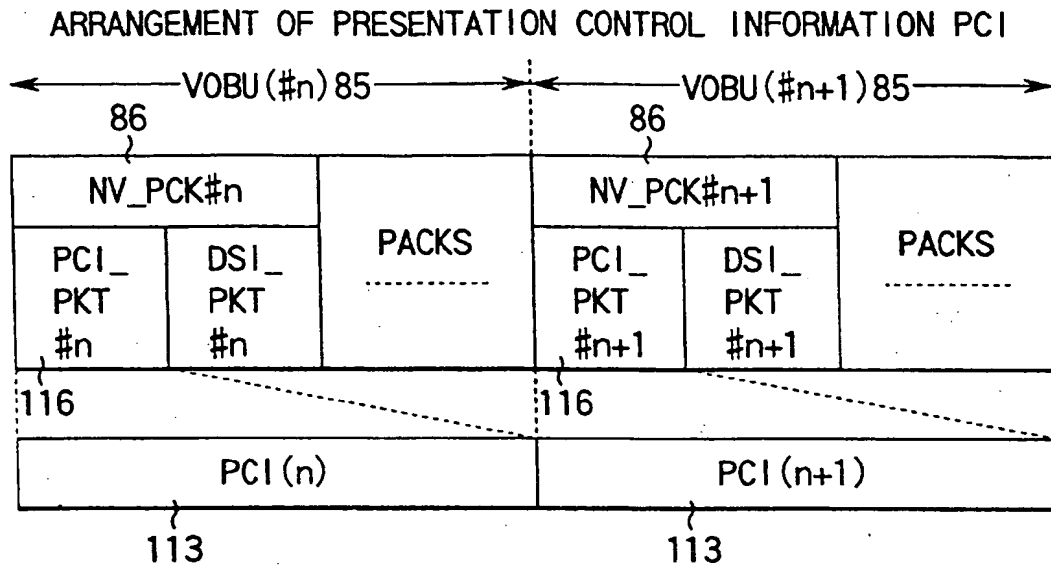 ARRANGEMENT OF PRESENTATION CONTROL INFORMATION PCI
VOBU(#n)85 VOBU(#n+1)85
86 86
NV_PCK#n NV_PCK#n+1
PCI_ DSI_ PACKS PCI_ DSI_ PACKS
PKT PKT PKT PKT
#n #n #n+1 #n+1
116 116
PCI(n) PCI(n+1)
113 113